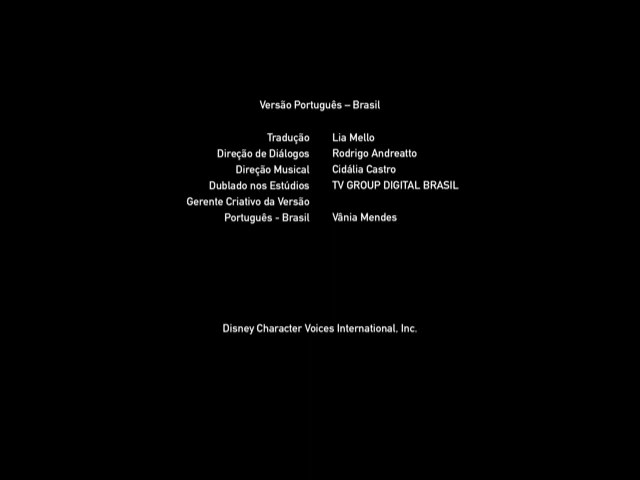 Versão Português – Brasil
Tradução Lia Mello
Direção de Diálogos Rodrigo Andreatto
Direção Musical Cidália Castro
Dublado nos Estúdios TV GROUP DIGITAL BRASIL
Gerente Criativo da Versão
Português - Brasil Vânia Mendes
Disney Character Voices International, Inc.